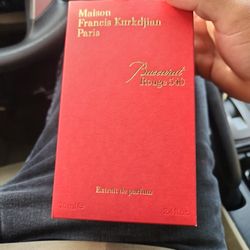 Maison
Francis Kurkdjian
Paris
Baccarat
Rouge 540
Extrait de parfum